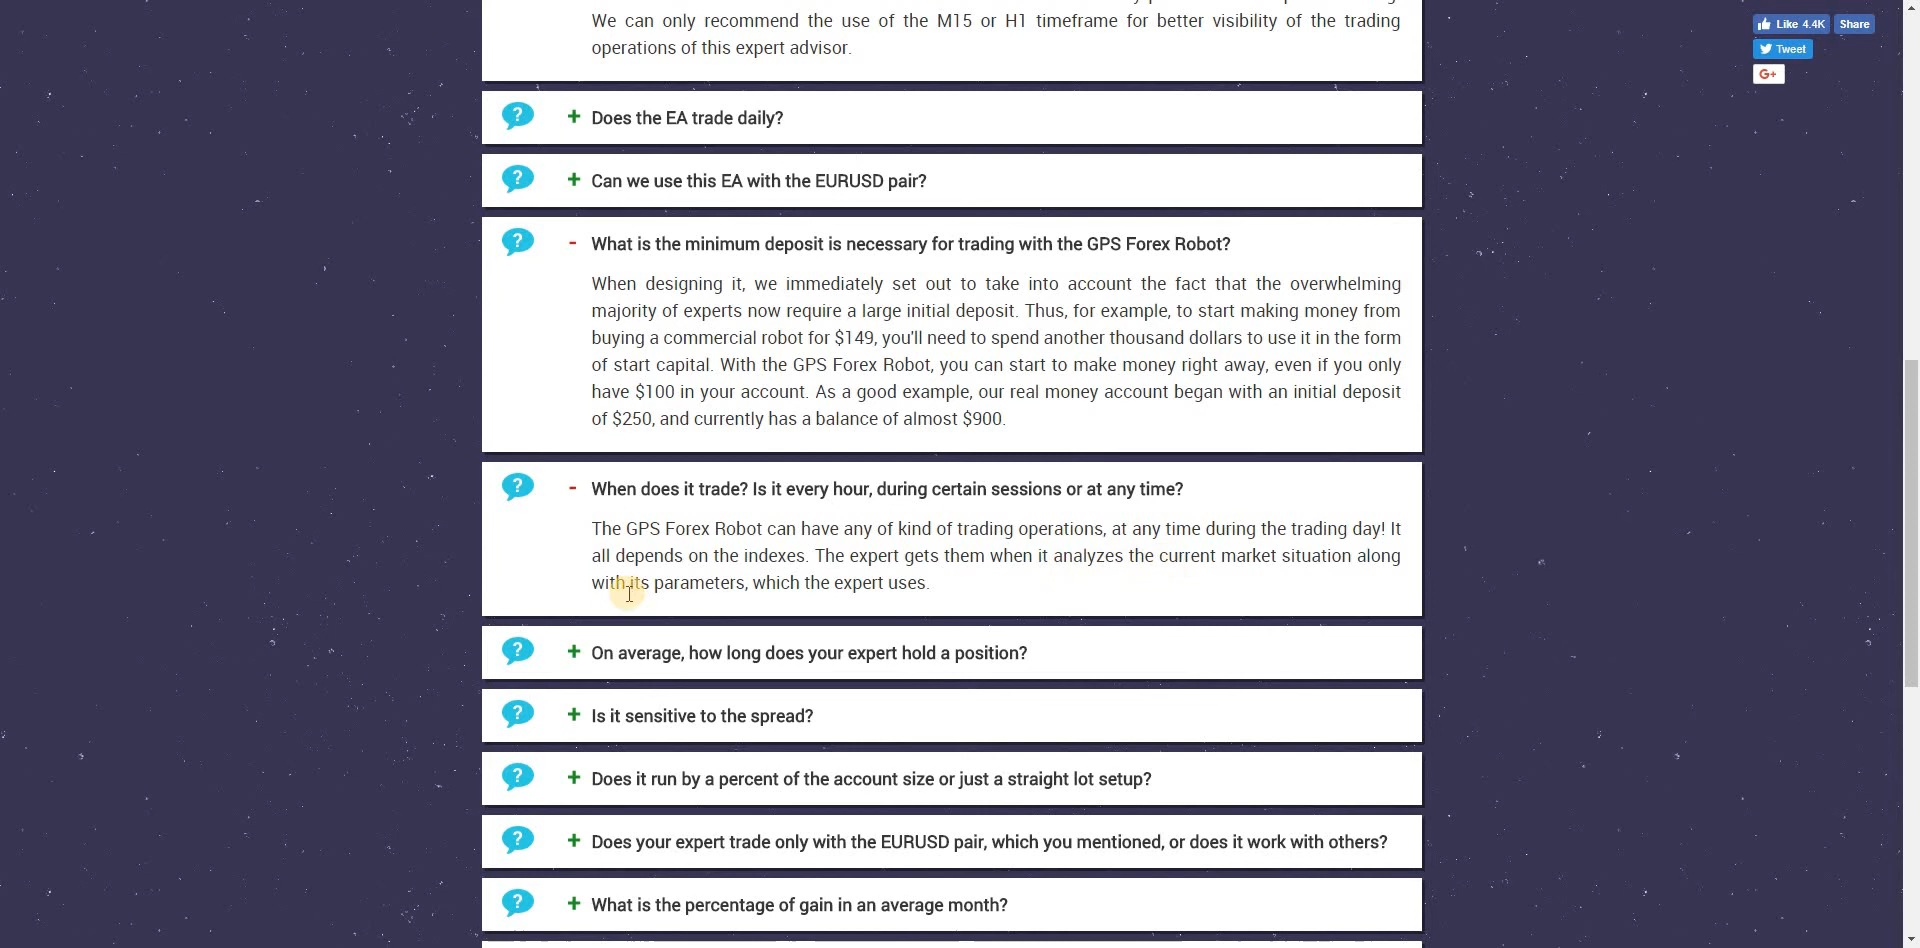 We can only recommend the use of the M15 or H1 timeframe for better visibility of the trading
operations of this expert advisor.
Like 4.4K Share
Tweet
G+
? + Does the EA trade daily?
? + Can we use this EA with the EURUSD pair?
? - What is the minimum deposit is necessary for trading with the GPS Forex Robot?
When designing it, we immediately set out to take into account the fact that the overwhelming
majority of experts now require a large initial deposit. Thus, for example, to start making money from
buying a commercial robot for $149, you'll need to spend another thousand dollars to use it in the form
of start capital. With the GPS Forex Robot, you can start to make money right away, even if you only
have $100 in your account. As a good example, our real money account began with an initial deposit
of $250, and currently has a balance of almost $900.
? - When does it trade? Is it every hour, during certain sessions or at any time?
The GPS Forex Robot can have any of kind of trading operations, at any time during the trading day! It
all depends on the indexes. The expert gets them when it analyzes the current market situation along
with its parameters, which the expert uses.
? + On average, how long does your expert hold a position?
? + Is it sensitive to the spread?
? + Does it run by a percent of the account size or just a straight lot setup?
? + Does your expert trade only with the EURUSD pair, which you mentioned, or does it work with others?
? + What is the percentage of gain in an average month?